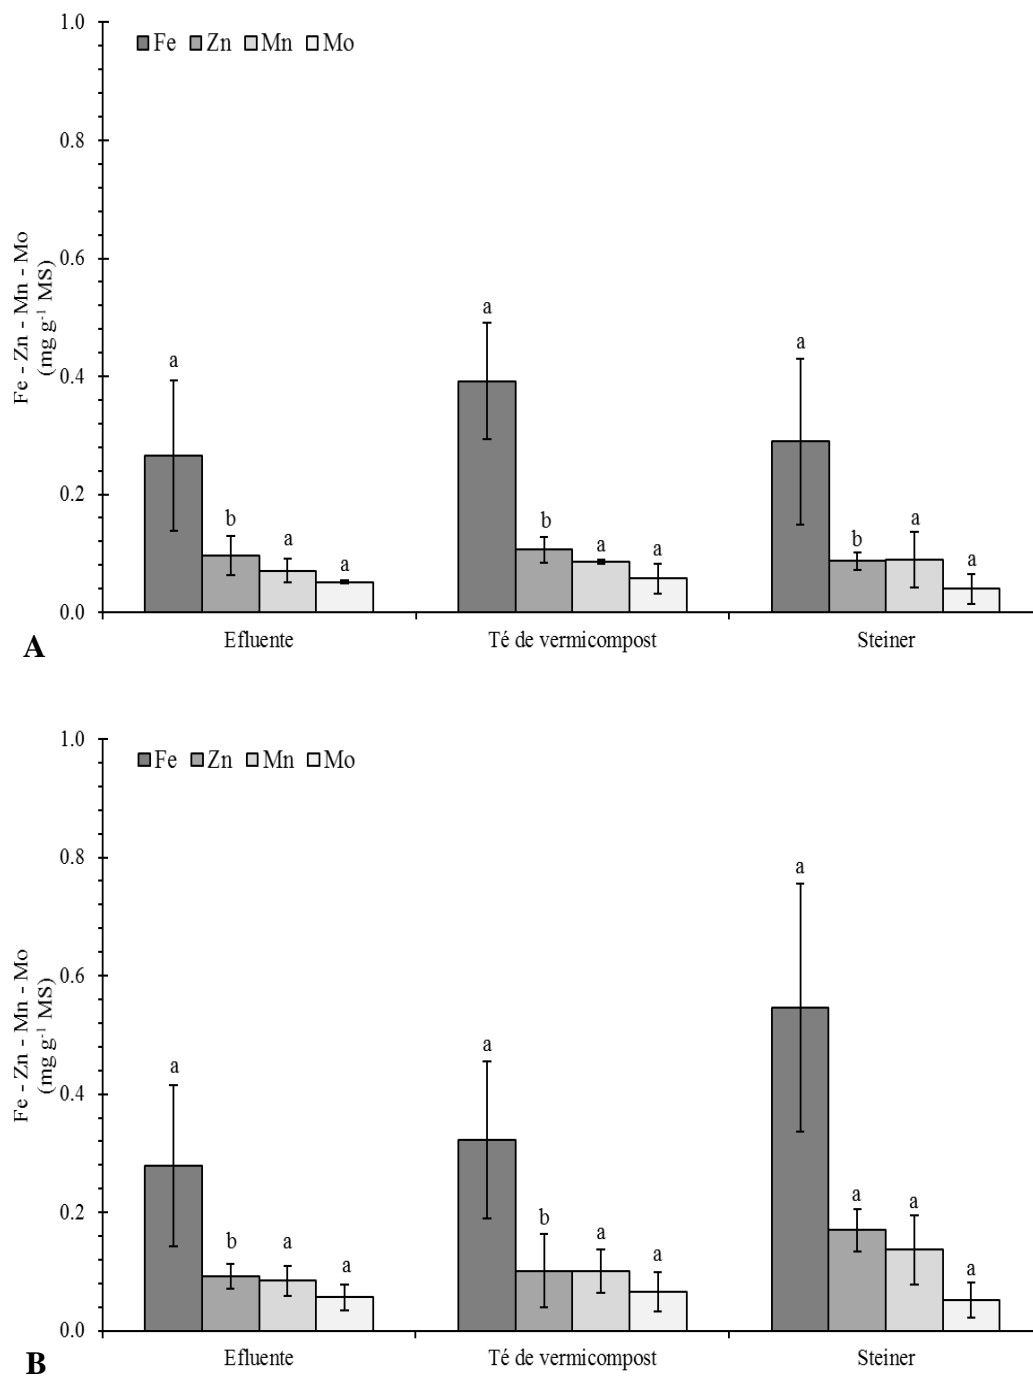 1.0
Fe Zn Mn Mo
0.8
0.6
Fe - Zn - Mn - Mo
(mg g⁻¹ MS)
a
a
a
0.4
0.2
b
a
a
b
a
a
b
a
a
0.0
Efluente
Té de vermicompost
Steiner
A
1.0
Fe Zn Mn Mo
0.8
a
0.6
Fe - Zn - Mn - Mo
(mg g⁻¹ MS)
a
a
0.4
0.2
b
a
a
b
a
a
a
a
a
0.0
Efluente
Té de vermicompost
Steiner
B